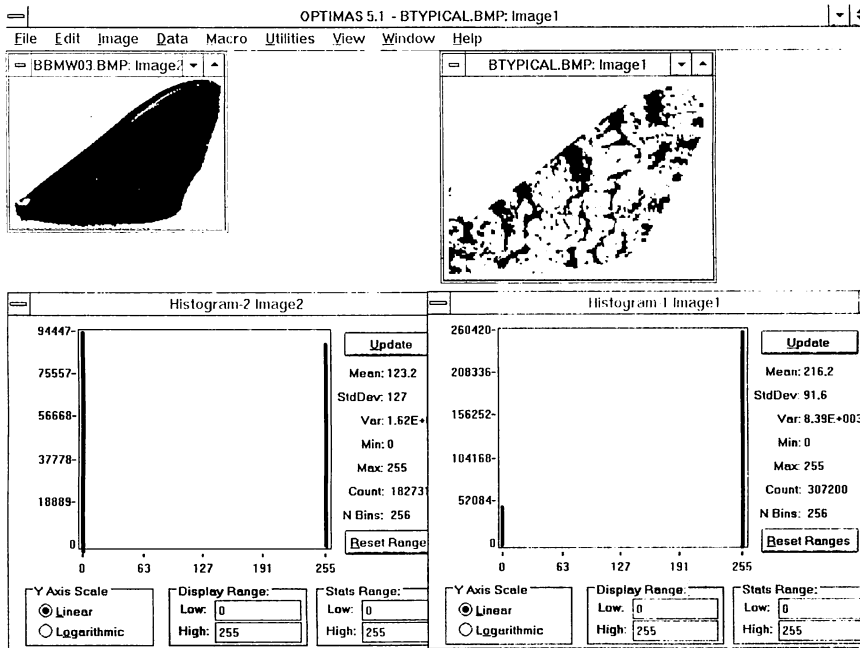 OPTIMAS 5.1 - BTYPICAL.BMP: Image1
File Edit Image Data Macro Utilities View Window Help
BBMW03.BMP: Image2
BTYPICAL.BMP: Image1
Histogram-2 Image2
94447-
75557-
56668-
37778-
18889-
0
0 63 127 191 255
Update
Mean: 123.2
StdDev: 127
Var: 1.62E+
Min: 0
Max: 255
Count: 182731
N Bins: 256
Reset Range
Y Axis Scale
Linear
Logarithmic
Display Range:
Low: 0
High: 255
Stats Range:
Low: 0
High: 255
Histogram-1 Image1
260420-
208336-
156252-
104168-
52084-
0
0 63 127 191 255
Update
Mean: 216.2
StdDev: 91.6
Var: 8.39E+003
Min: 0
Max: 255
Count: 307200
N Bins: 256
Reset Ranges
Y Axis Scale
Linear
Logarithmic
Display Range:
Low: 0
High: 255
Stats Range:
Low: 0
High: 255